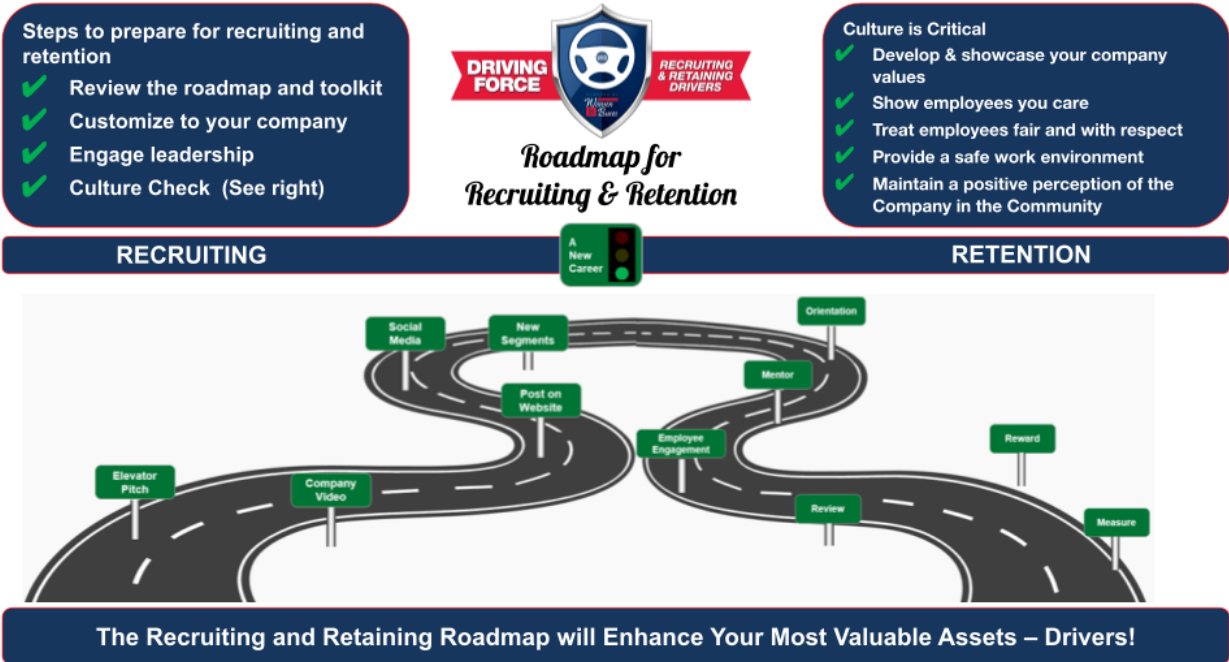 Steps to prepare for recruiting and
retention
Review the roadmap and toolkit
Customize to your company
Engage leadership
Culture Check (See right)
DRIVING
FORCE
RECRUITING
& RETAINING
DRIVERS
Women
Buses
Roadmap for
Recruiting & Retention
Culture is Critical
Develop & showcase your company
values
Show employees you care
Treat employees fair and with respect
Provide a safe work environment
Maintain a positive perception of the
Company in the Community
RECRUITING
A
New
Career
RETENTION
Social
Media
New
Segments
Orientation
Mentor
Post on
Website
Employee
Engagement
Reward
Elevator
Pitch
Company
Video
Review
Measure
The Recruiting and Retaining Roadmap will Enhance Your Most Valuable Assets – Drivers!